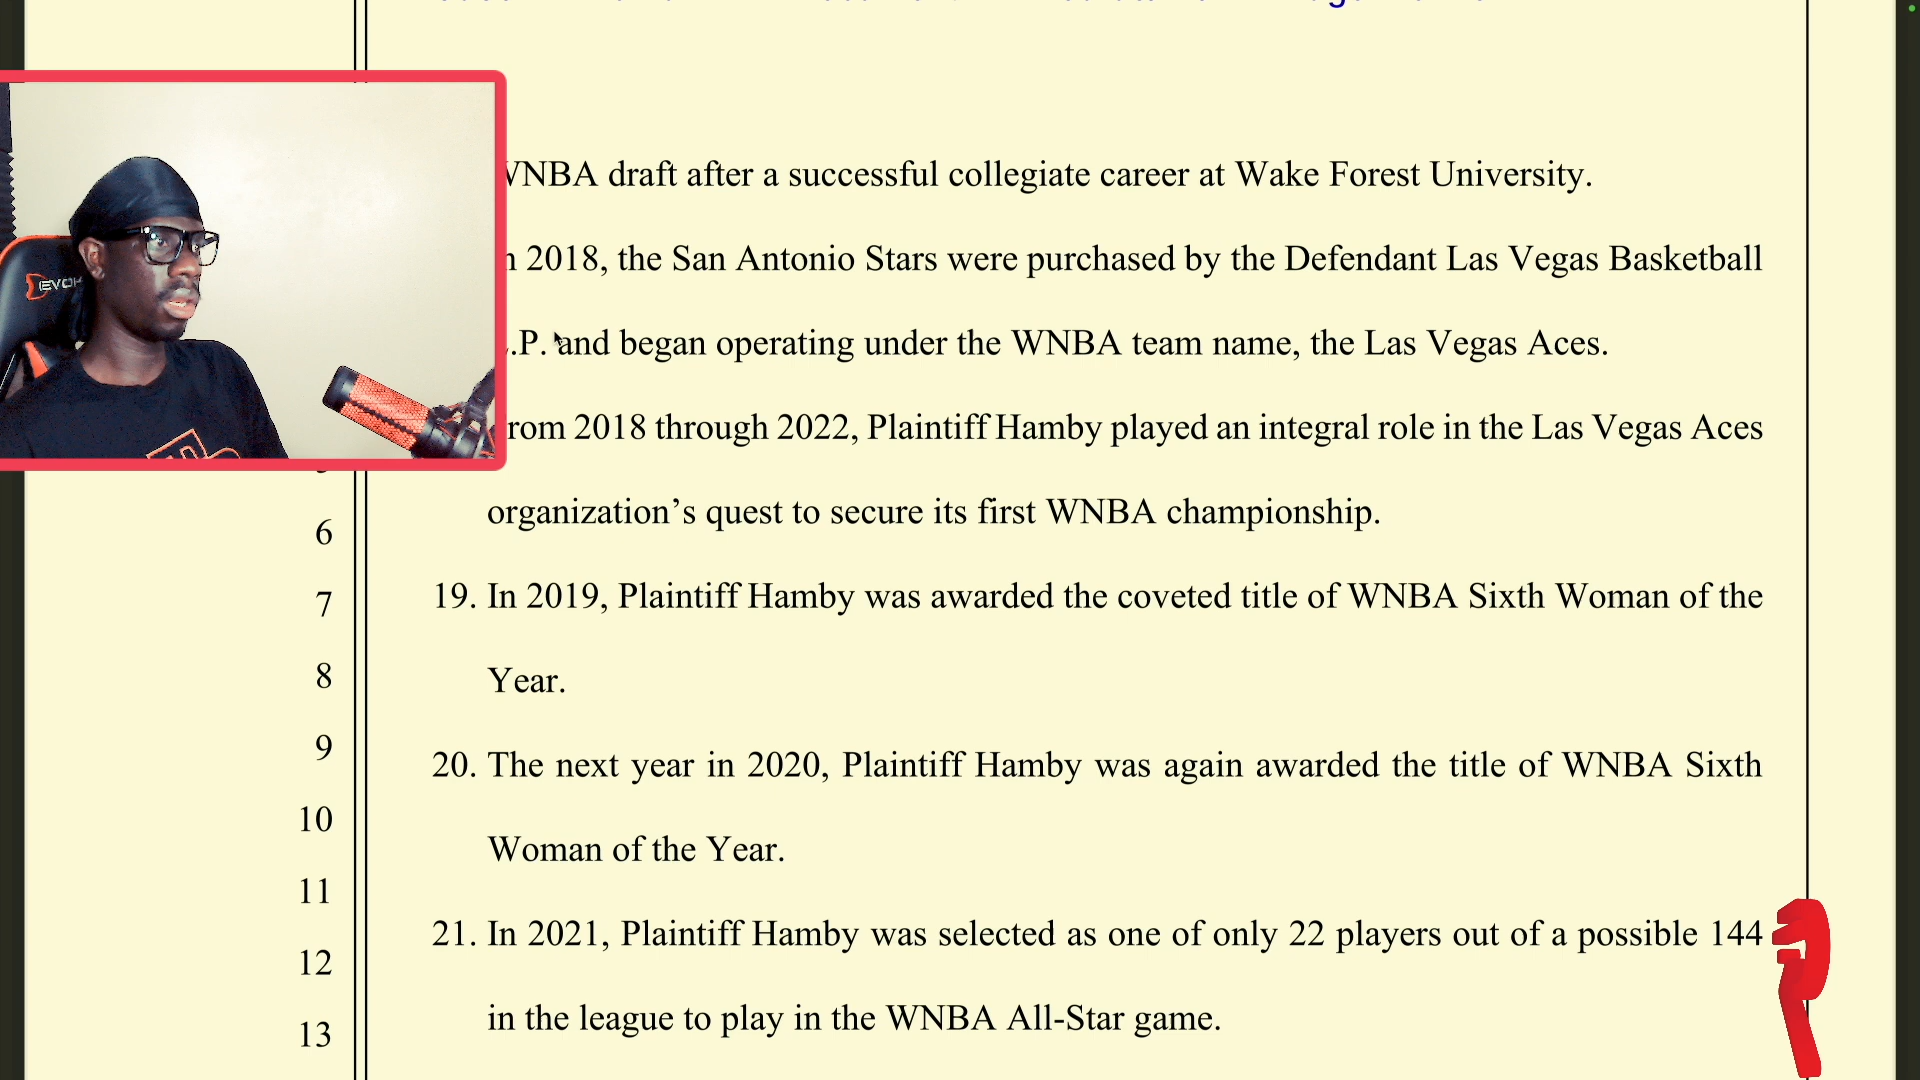 WNBA draft after a successful collegiate career at Wake Forest University.
2018, the San Antonio Stars were purchased by the Defendant Las Vegas Basketball
.P. and began operating under the WNBA team name, the Las Vegas Aces.
rom 2018 through 2022, Plaintiff Hamby played an integral role in the Las Vegas Aces
organization’s quest to secure its first WNBA championship.
19. In 2019, Plaintiff Hamby was awarded the coveted title of WNBA Sixth Woman of the
Year.
20. The next year in 2020, Plaintiff Hamby was again awarded the title of WNBA Sixth
Woman of the Year.
21. In 2021, Plaintiff Hamby was selected as one of only 22 players out of a possible 144
in the league to play in the WNBA All-Star game.
6
7
8
9
10
11
12
13